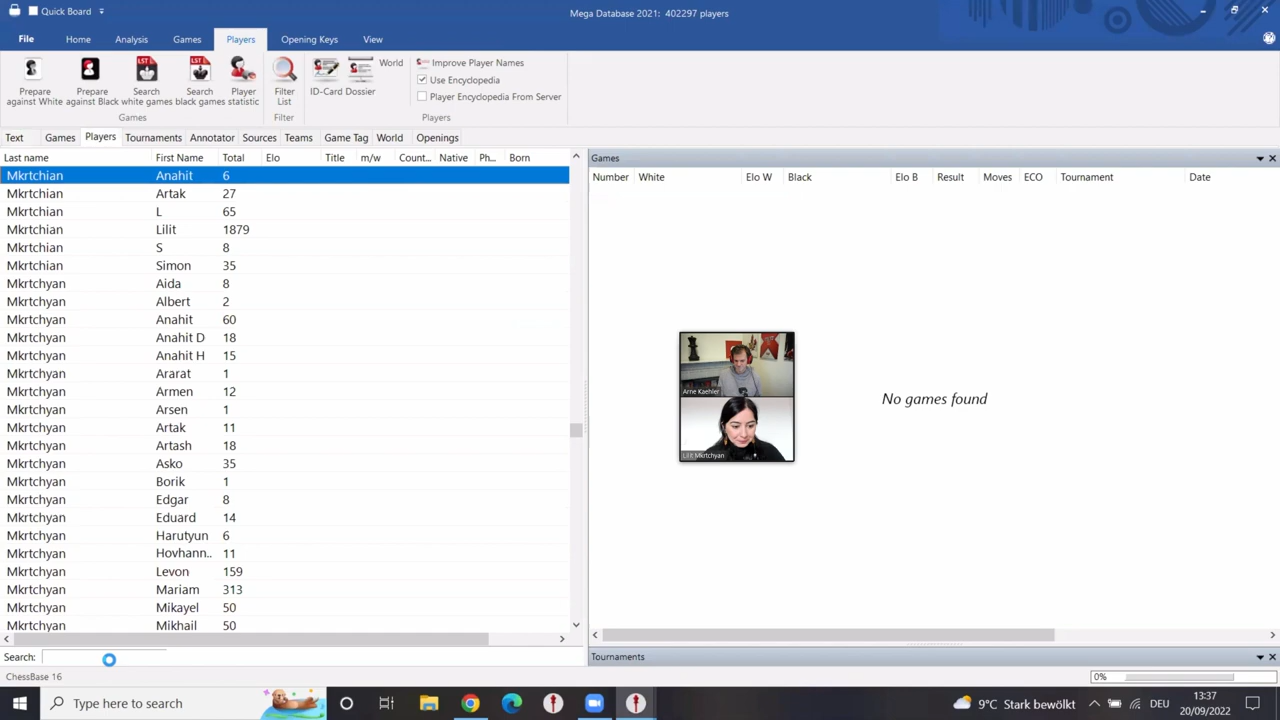 Quick Board
Mega Database 2021: 402297 players
File Home Analysis Games Players Opening Keys View
Prepare against White
Prepare against Black
Search white games
Search black games
Player statistic
Filter List
ID-Card Dossier
World
Improve Player Names
Use Encyclopedia
Player Encyclopedia From Server
Games Filter Players
Text Games Players Tournaments Annotator Sources Teams Game Tag World Openings
Last name First Name Total Elo Title m/w Count... Native Ph... Born
Mkrtchian Anahit 6
Mkrtchian Artak 27
Mkrtchian L 65
Mkrtchian Lilit 1879
Mkrtchian S 8
Mkrtchian Simon 35
Mkrtchyan Aida 8
Mkrtchyan Albert 2
Mkrtchyan Anahit 60
Mkrtchyan Anahit D 18
Mkrtchyan Anahit H 15
Mkrtchyan Ararat 1
Mkrtchyan Armen 12
Mkrtchyan Arsen 1
Mkrtchyan Artak 11
Mkrtchyan Artash 18
Mkrtchyan Asko 35
Mkrtchyan Borik 1
Mkrtchyan Edgar 8
Mkrtchyan Eduard 14
Mkrtchyan Harutyun 6
Mkrtchyan Hovhann.. 11
Mkrtchyan Levon 159
Mkrtchyan Mariam 313
Mkrtchyan Mikayel 50
Mkrtchyan Mikhail 50
Search:
Games
Number White Elo W Black Elo B Result Moves ECO Tournament Date
Arne Kaehler
Lilit Mkrtchyan
No games found
Tournaments
ChessBase 16
0%
Type here to search
9°C Stark bewölkt
DEU
13:37
20/09/2022